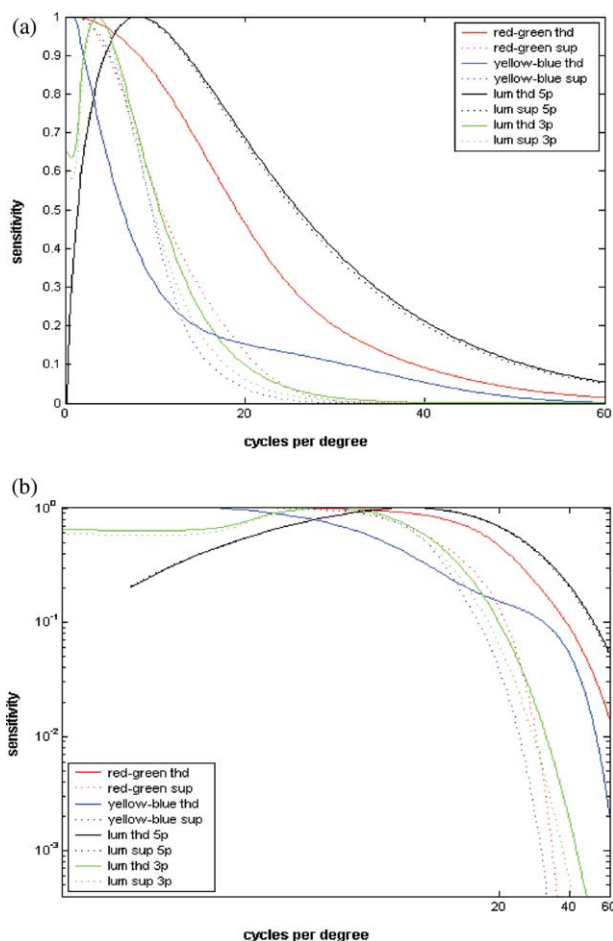 (a)
1
0.9
0.8
0.7
0.6
0.5
0.4
0.3
0.2
0.1
0
sensitivity
0
20
40
60
cycles per degree
red-green thd
red-green sup
yellow-blue thd
yellow-blue sup
lum thd 5p
lum sup 5p
lum thd 3p
lum sup 3p
(b)
10⁰
10⁻¹
10⁻²
10⁻³
sensitivity
red-green thd
red-green sup
yellow-blue thd
yellow-blue sup
lum thd 5p
lum sup 5p
lum thd 3p
lum sup 3p
20
40
60
cycles per degree